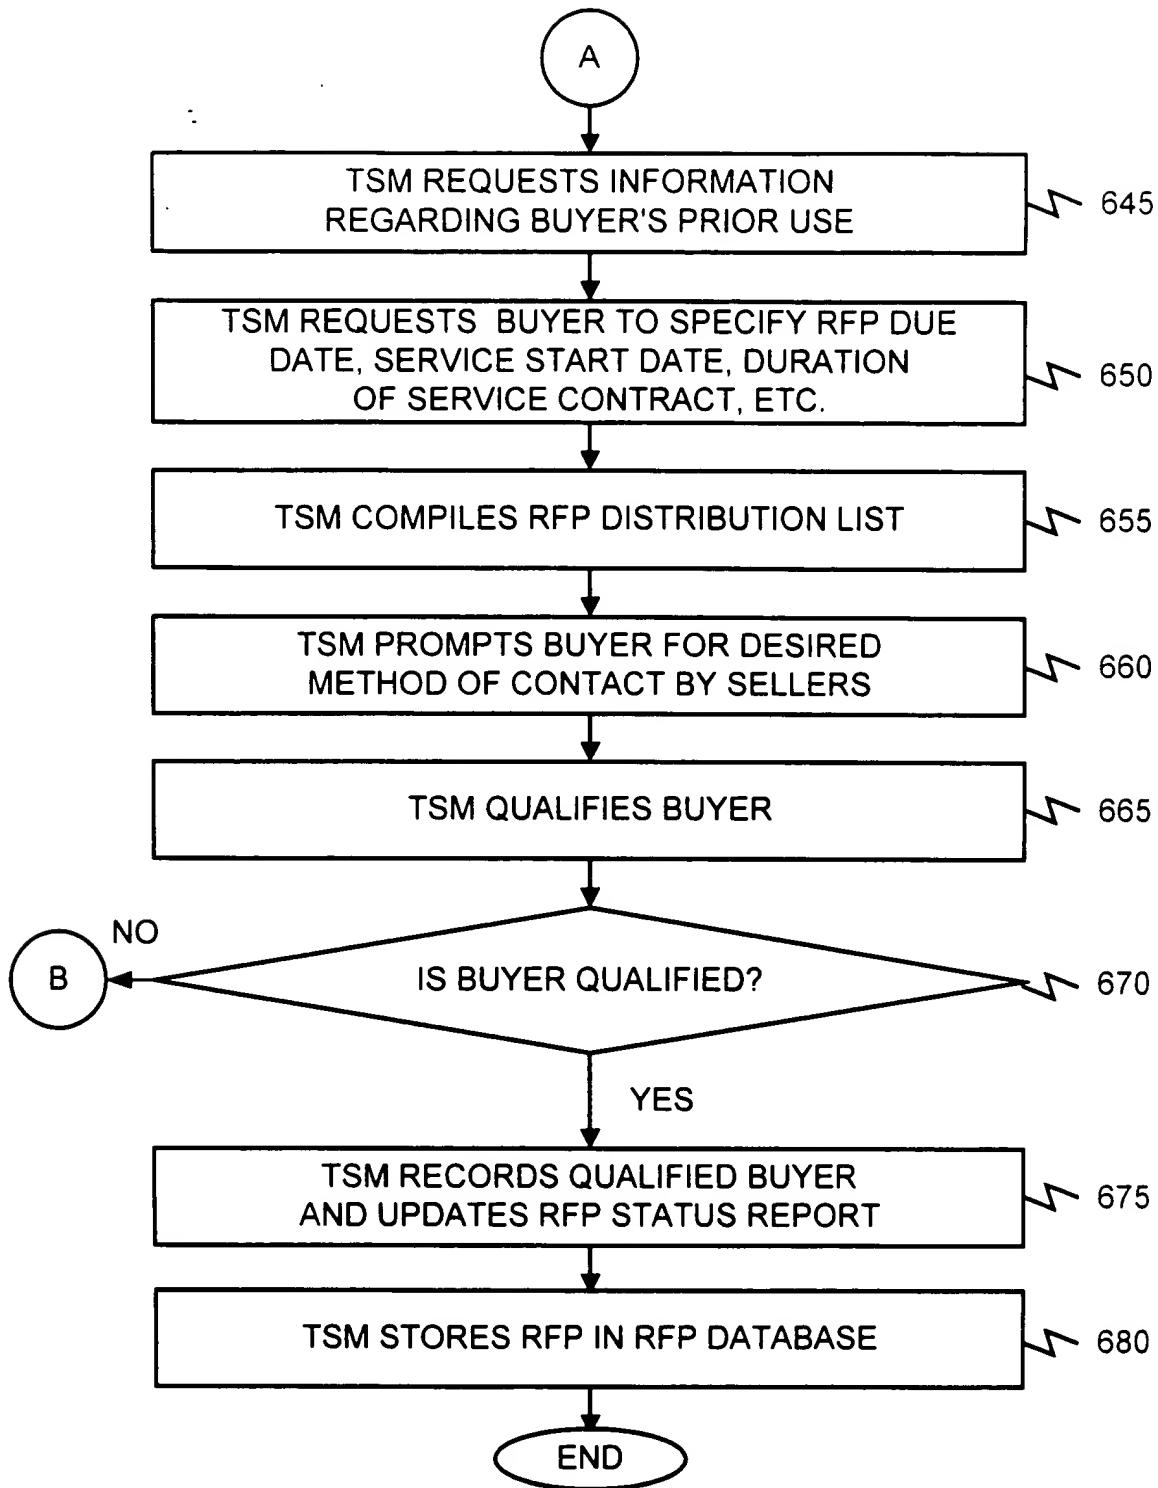 A
TSM REQUESTS INFORMATION
REGARDING BUYER'S PRIOR USE
645
TSM REQUESTS BUYER TO SPECIFY RFP DUE
DATE, SERVICE START DATE, DURATION
OF SERVICE CONTRACT, ETC.
650
TSM COMPILES RFP DISTRIBUTION LIST
655
TSM PROMPTS BUYER FOR DESIRED
METHOD OF CONTACT BY SELLERS
660
TSM QUALIFIES BUYER
665
NO
B
IS BUYER QUALIFIED?
670
YES
TSM RECORDS QUALIFIED BUYER
AND UPDATES RFP STATUS REPORT
675
TSM STORES RFP IN RFP DATABASE
680
END